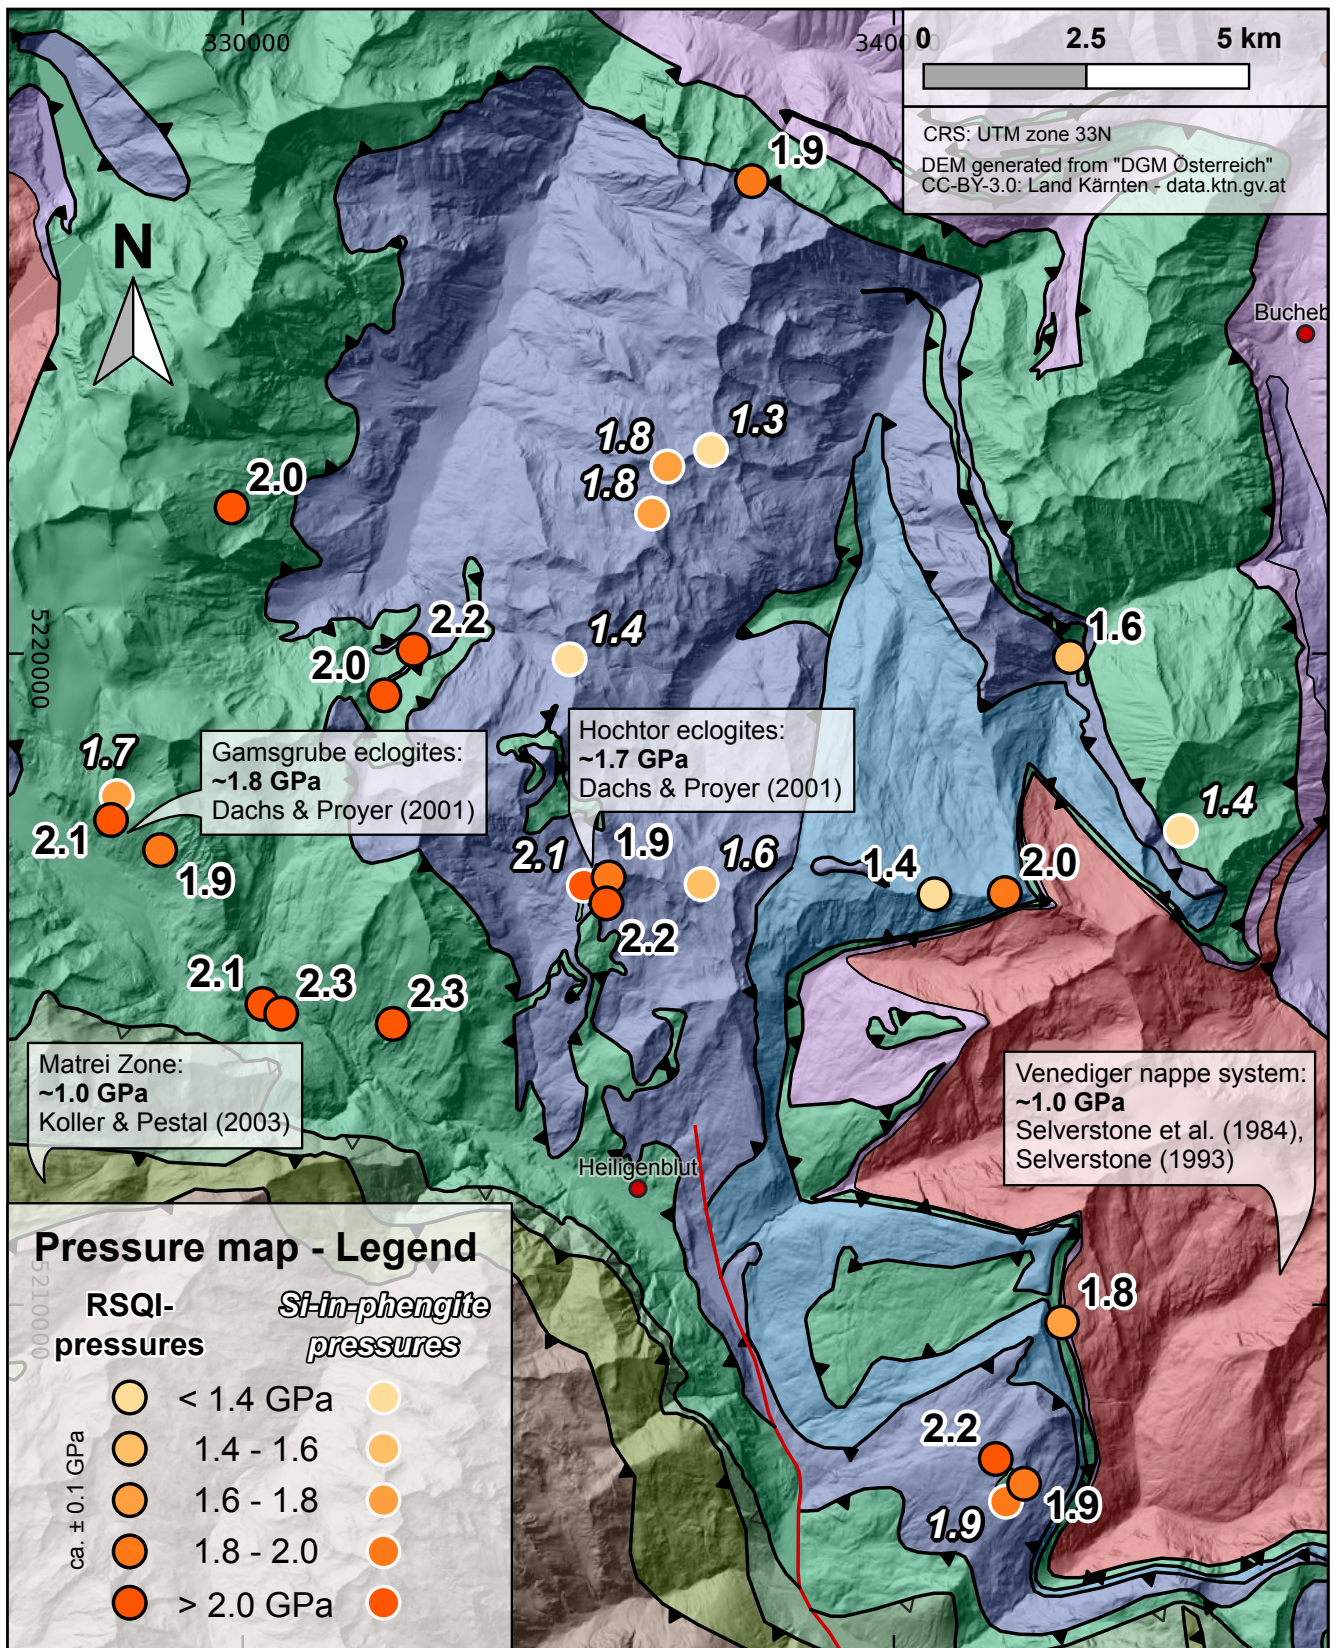 330000
340000
0 2.5 5 km
CRS: UTM zone 33N
DEM generated from "DGM Österreich"
CC-BY-3.0: Land Kärnten - data.ktn.gv.at
1.9
N
Bucheb
1.3
1.8
1.8
2.0
5220000
2.2
1.4
1.6
2.0
Hochtor eclogites:
~1.7 GPa
Dachs & Proyer (2001)
Gamsgrube eclogites:
~1.8 GPa
Dachs & Proyer (2001)
1.7
2.1
1.9
1.4
2.1
1.9
1.6
1.4
2.0
2.2
2.1
2.3
2.3
Matrei Zone:
~1.0 GPa
Koller & Pestal (2003)
Venediger nappe system:
~1.0 GPa
Selverstone et al. (1984),
Selverstone (1993)
Heiligenblut
5210000
1.8
2.2
1.9
1.9
Pressure map - Legend
RSQI-
pressures
Si-in-phengite
pressures
ca. ± 0.1 GPa
< 1.4 GPa
1.4 - 1.6
1.6 - 1.8
1.8 - 2.0
> 2.0 GPa